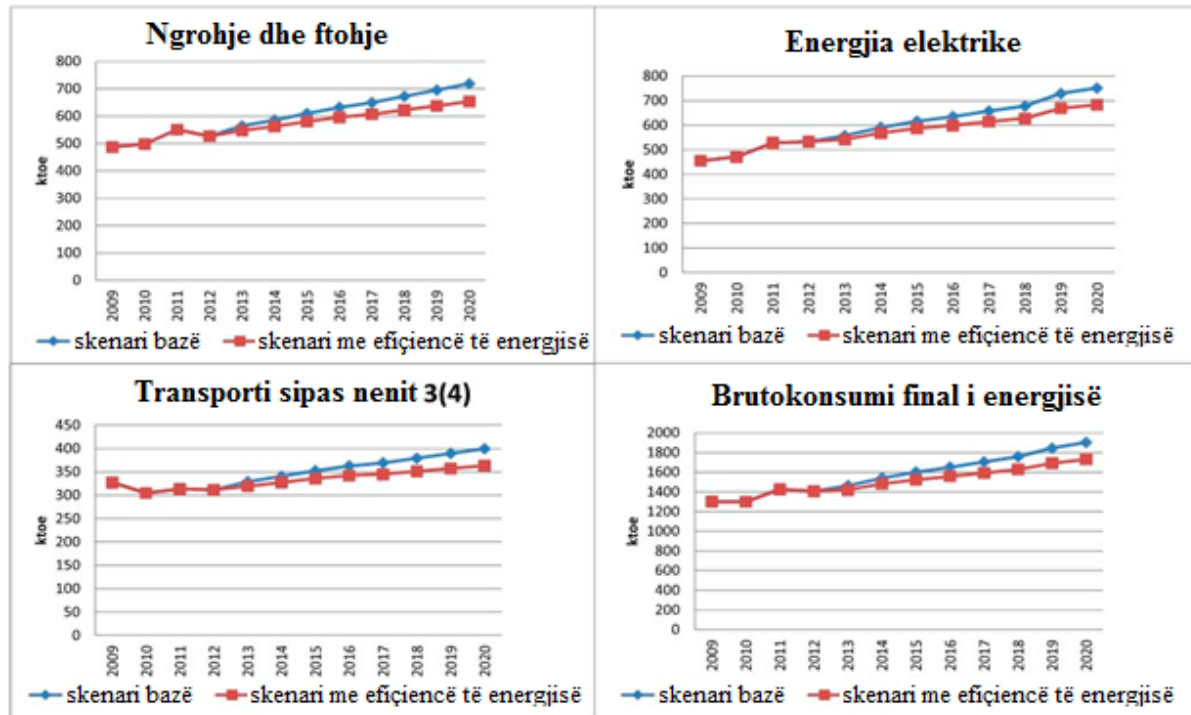 Ngrohje dhe ftohje
800
700
600
500
400
300
200
100
0
ktoe
2009 2010 2011 2012 2013 2014 2015 2016 2017 2018 2019 2020
skenari bazë skenari me efiçiencë të energjisë
Energjia elektrike
800
700
600
500
400
300
200
100
0
ktoe
2009 2010 2011 2012 2013 2014 2015 2016 2017 2018 2019 2020
skenari bazë skenari me efiçiencë të energjisë
Transporti sipas nenit 3(4)
450
400
350
300
250
200
150
100
50
0
ktoe
2009 2010 2011 2012 2013 2014 2015 2016 2017 2018 2019 2020
skenari bazë skenari me efiçiencë të energjisë
Brutokonsumi final i energjisë
2000
1800
1600
1400
1200
1000
800
600
400
200
0
ktoe
2009 2010 2011 2012 2013 2014 2015 2016 2017 2018 2019 2020
skenari bazë skenari me efiçiencë të energjisë